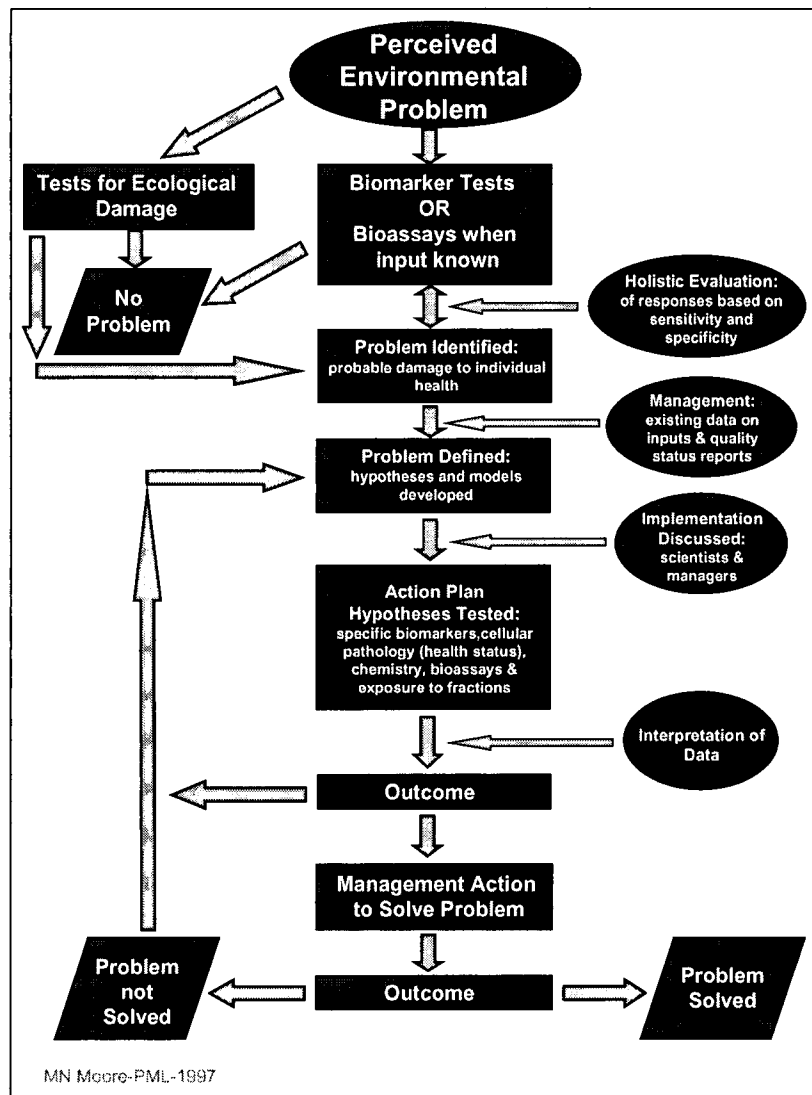 Perceived
Environmental
Problem
Tests for Ecological
Damage
Biomarker Tests
OR
Bioassays when
input known
No
Problem
Holistic Evaluation:
of responses based on
sensitivity and
specificity
Problem Identified:
probable damage to individual
health
Management:
existing data on
inputs & quality
status reports
Problem Defined:
hypotheses and models
developed
Implementation
Discussed:
scientists &
managers
Action Plan
Hypotheses Tested:
specific biomarkers,cellular
pathology (health status),
chemistry, bioassays &
exposure to fractions
Interpretation of
Data
Outcome
Management Action
to Solve Problem
Problem
not
Solved
Outcome
Problem
Solved
MN Moore-PML-1997